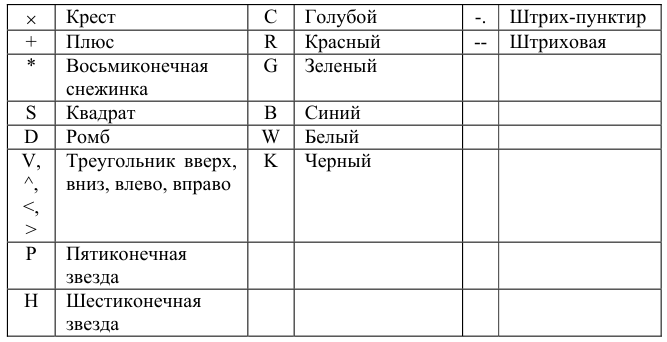 × Крест C Голубой -. Штрих-пунктир
+ Плюс R Красный -- Штриховая
* Восьмиконечная G Зеленый
снежинка
S Квадрат B Синий
D Ромб W Белый
V, Треугольник вверх, K Черный
^, вниз, влево, вправо
<,
>
P Пятиконечная
звезда
H Шестиконечная
звезда